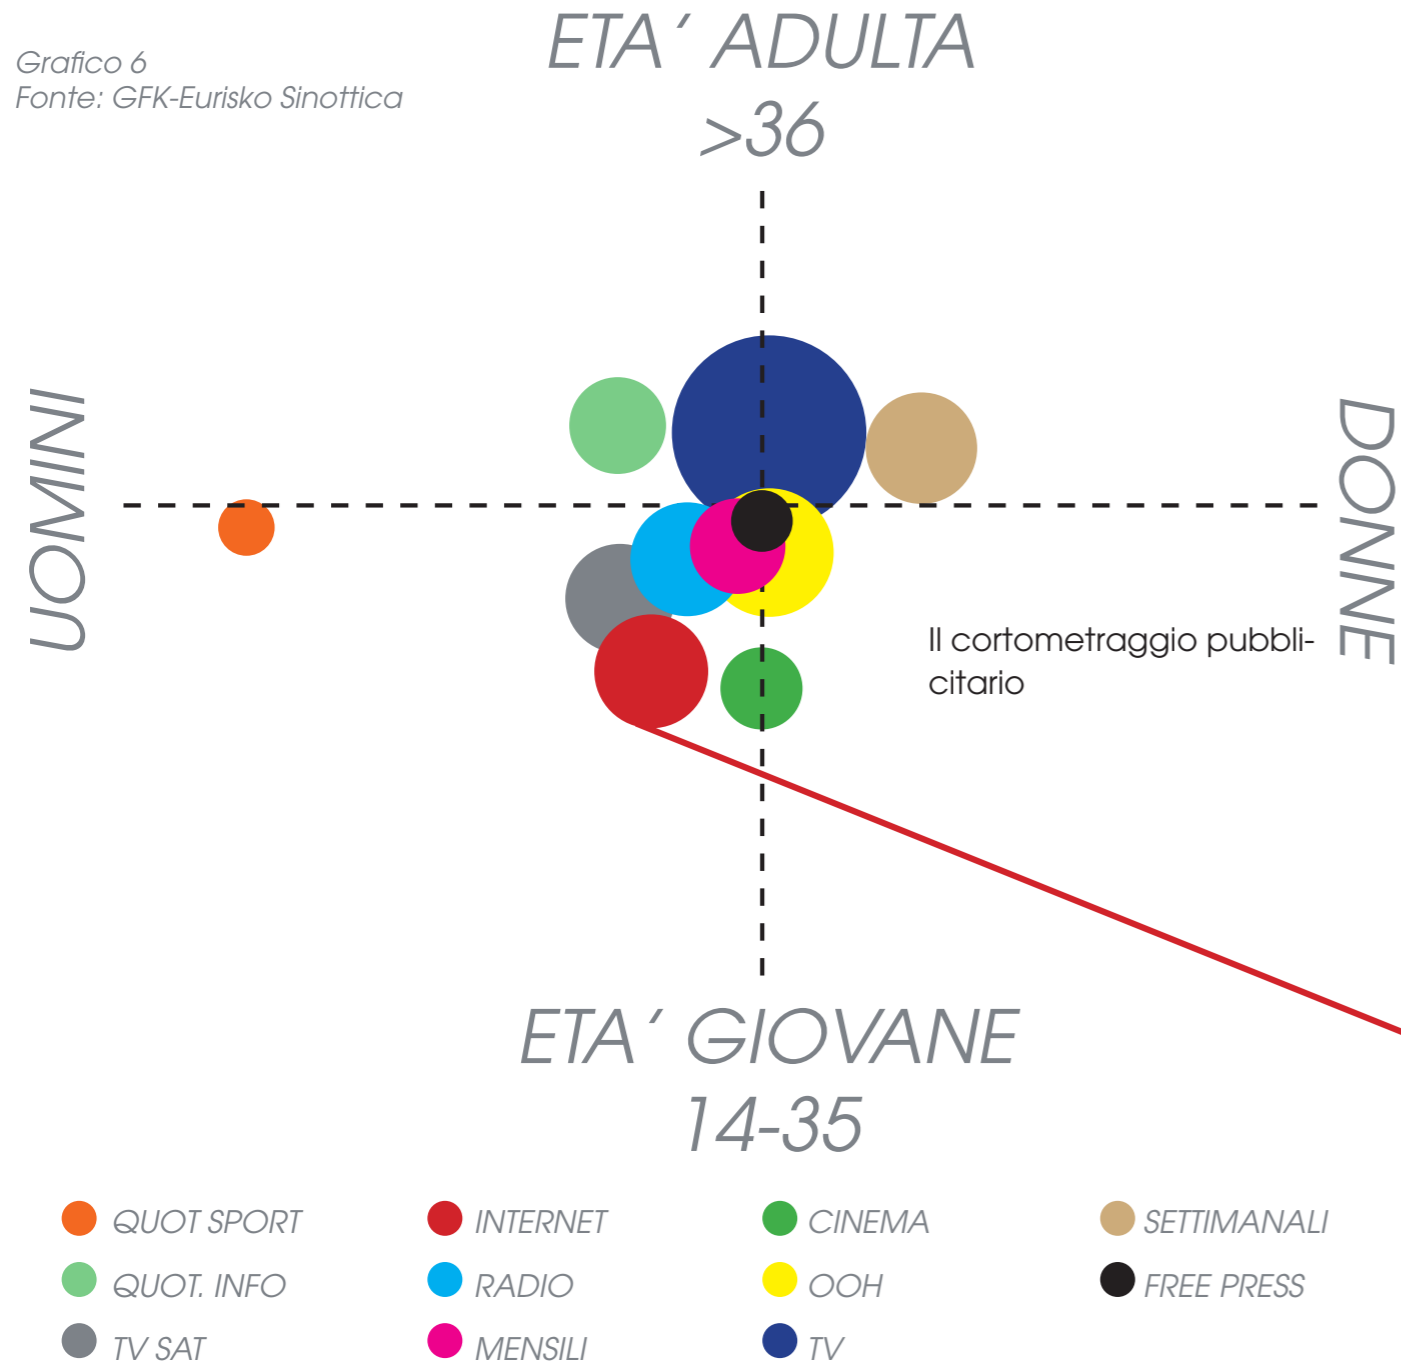 Grafico 6
Fonte: GFK-Eurisko Sinottica
ETA´ ADULTA
>36
UOMINI
DONNE
Il cortometraggio pubbli-
citario
ETA´ GIOVANE
14-35
QUOT SPORT
INTERNET
CINEMA
SETTIMANALI
QUOT. INFO
RADIO
OOH
FREE PRESS
TV SAT
MENSILI
TV